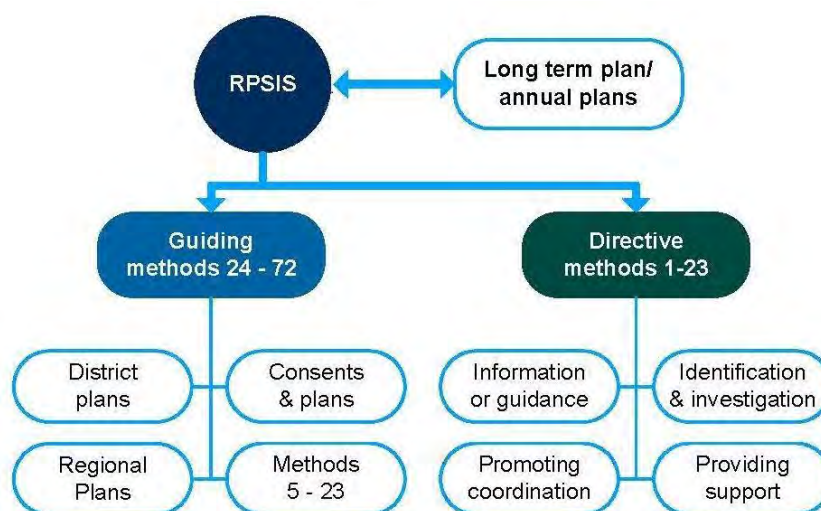 RPSIS
Long term plan/
annual plans
Guiding
methods 24 - 72
Directive
methods 1-23
District
plans
Consents
& plans
Information
or guidance
Identification
& investigation
Regional
Plans
Methods
5 - 23
Promoting
coordination
Providing
support